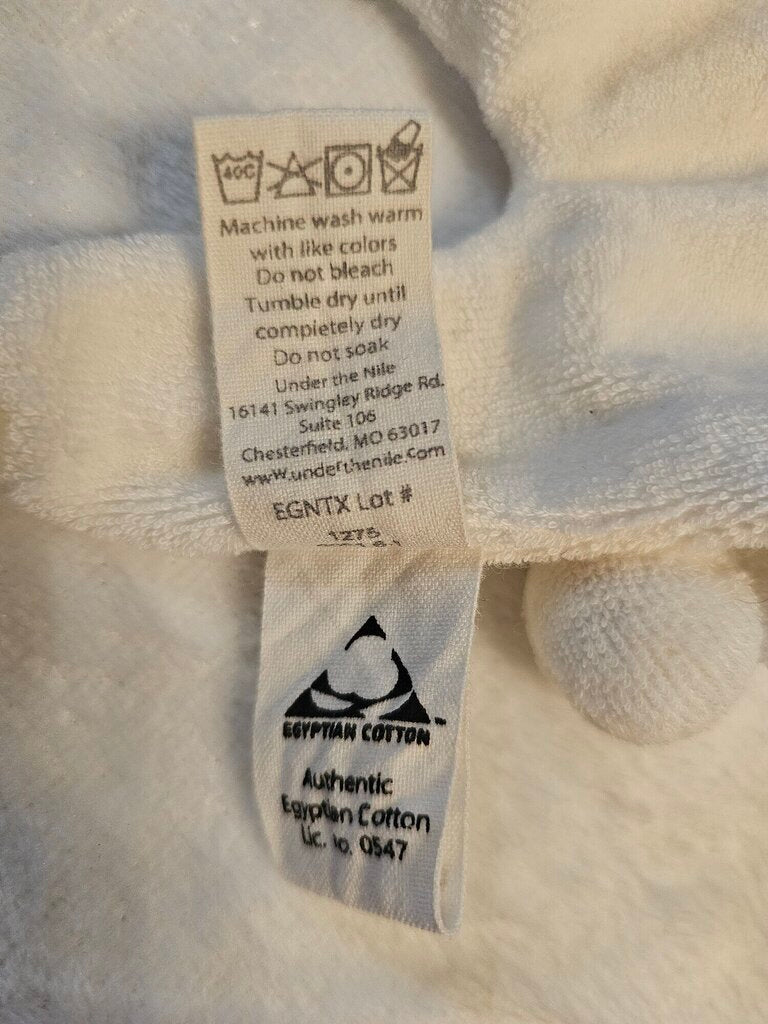 40C
Machine wash warm
with like colors
Do not bleach
Tumble dry until
completely dry
Do not soak
Under the Nile
16141 Swingley Ridge Rd.
Suite 106
Chesterfield, MO 63017
www.underthenile.com
EGNTX Lot #
1275
EGYPTIAN COTTON™
Authentic
Egyptian Cotton
Lic. 0547